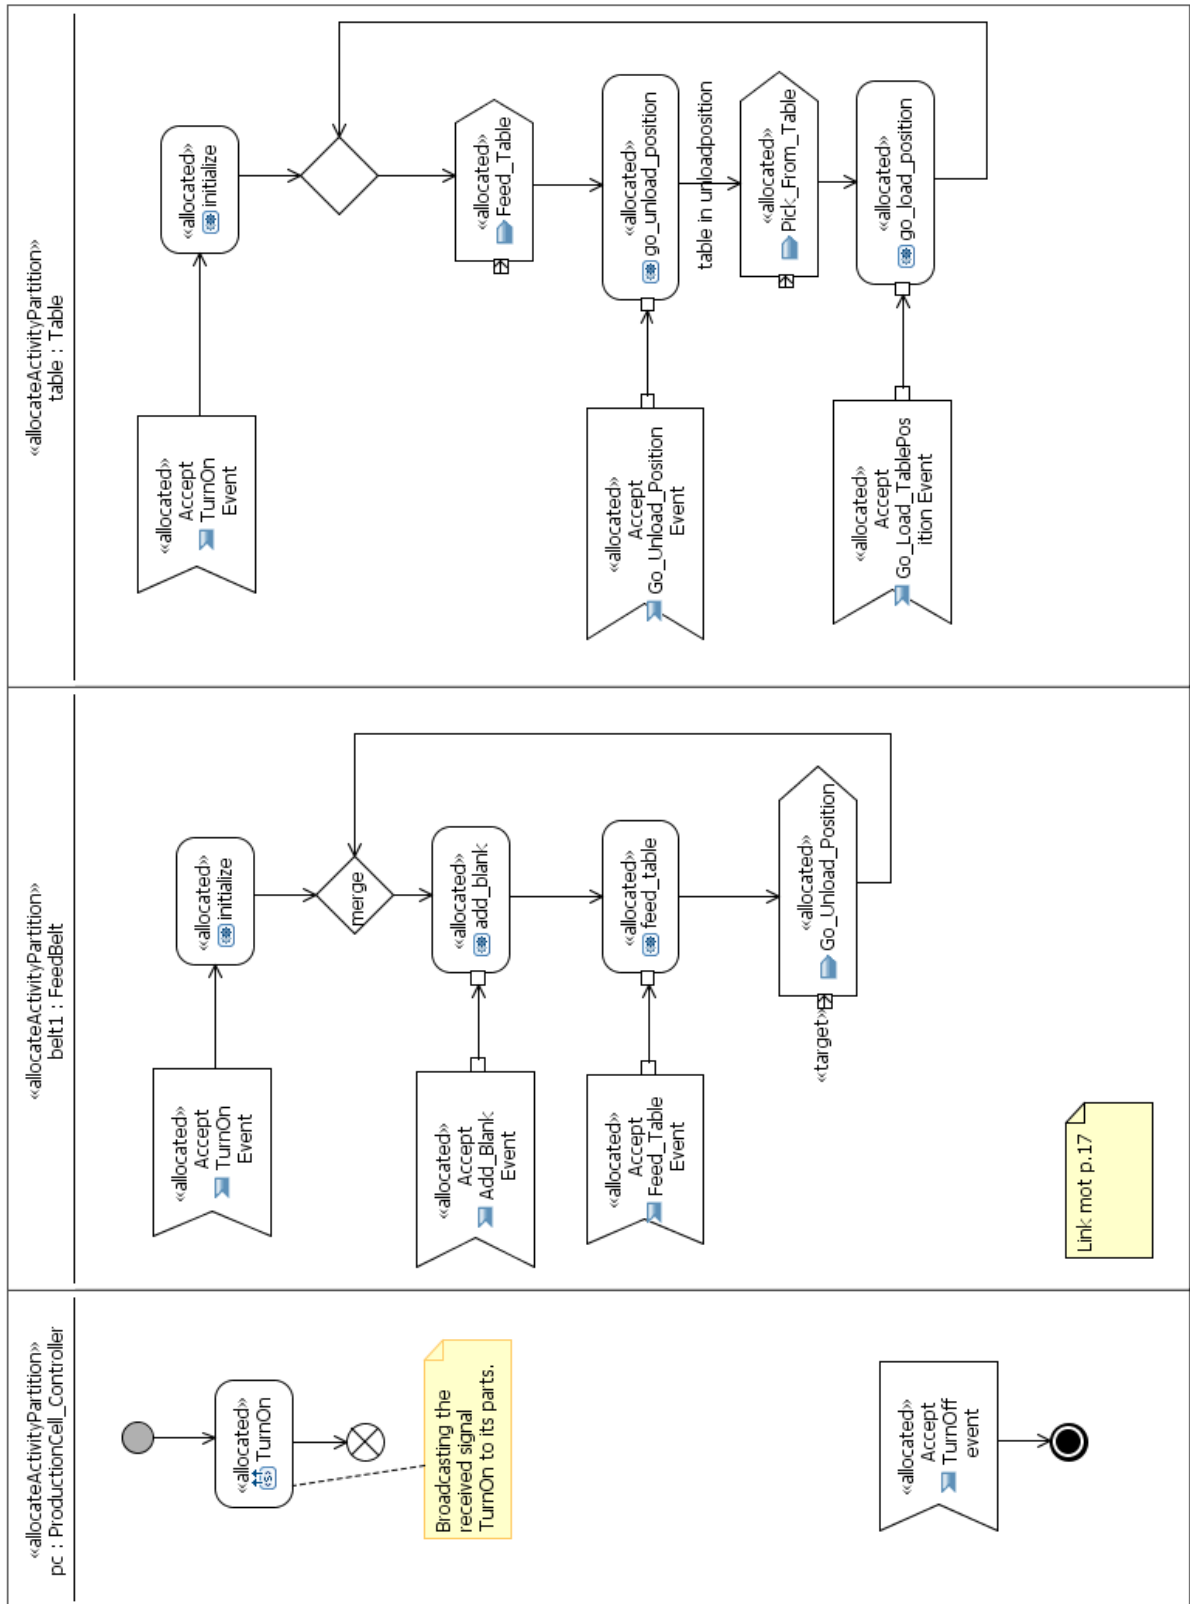 «allocateActivityPartition»
pc : ProductionCell_Controller
«allocated»
TurnOn
Broadcasting the
received signal
TurnOn to its parts.
«allocated»
Accept
TurnOff
event
«allocateActivityPartition»
belt1 : FeedBelt
«allocated»
Accept
TurnOn
Event
«allocated»
initialize
merge
«allocated»
Accept
Add_Blank
Event
«allocated»
add_blank
«allocated»
Accept
Feed_Table
Event
«allocated»
feed_table
«target»
«allocated»
Go_Unload_Position
Link mot p.17
«allocateActivityPartition»
table : Table
«allocated»
Accept
TurnOn
Event
«allocated»
initialize
«allocated»
Feed_Table
«allocated»
Accept
Go_Unload_Position
Event
«allocated»
go_unload_position
table in unloadposition
«allocated»
Pick_From_Table
«allocated»
Accept
Go_Load_TablePos
ition Event
«allocated»
go_load_position